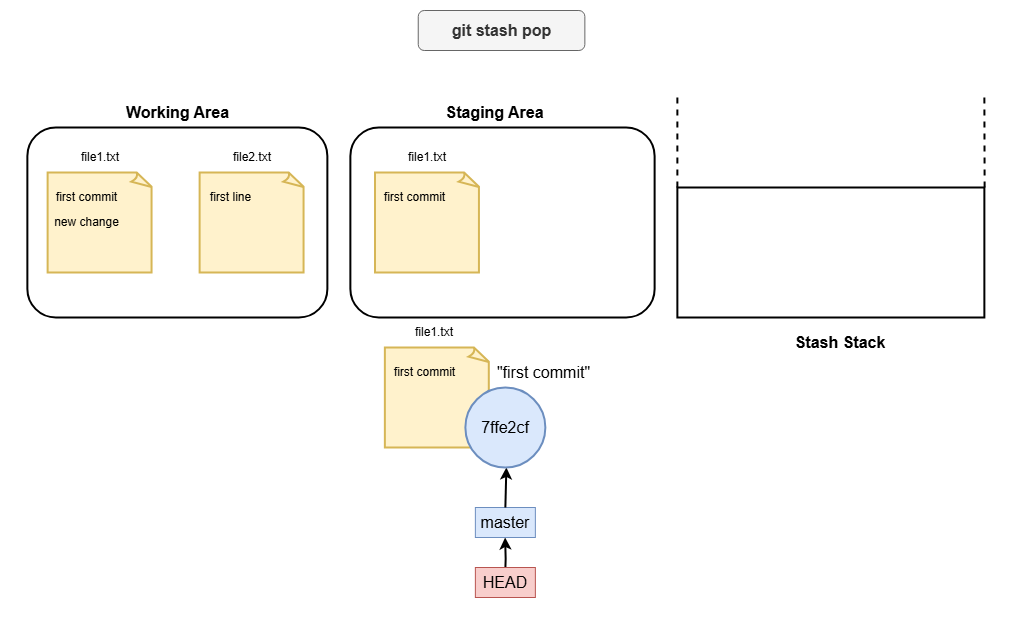 git stash pop
Working Area
Staging Area
file1.txt
file2.txt
file1.txt
first commit
new change
first line
first commit
Stash Stack
file1.txt
first commit
"first commit"
7ffe2cf
master
HEAD